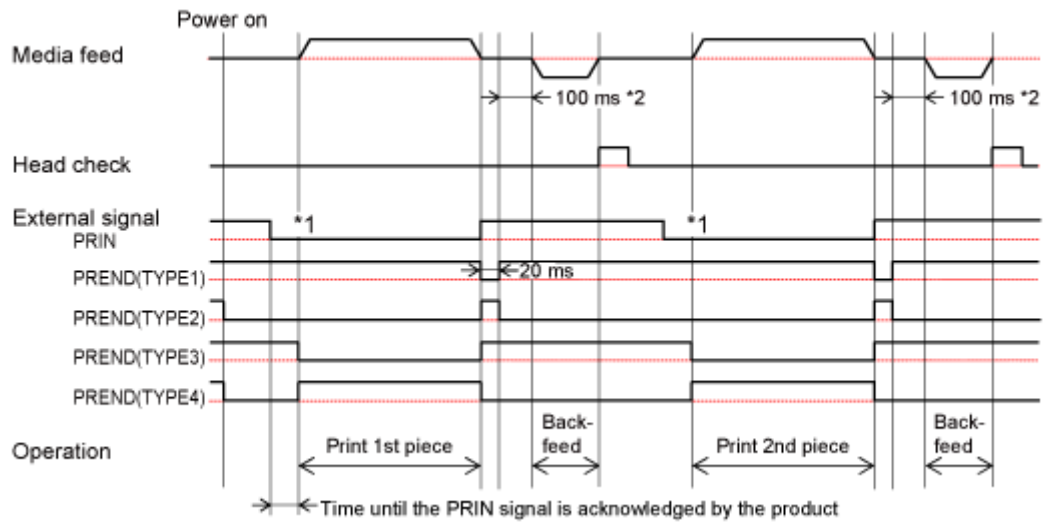 Power on
Media feed
100 ms *2
100 ms *2
Head check
External signal
*1
*1
PRIN
PREND(TYPE1)
20 ms
PREND(TYPE2)
PREND(TYPE3)
PREND(TYPE4)
Operation
Print 1st piece
Back-
feed
Print 2nd piece
Back-
feed
Time until the PRIN signal is acknowledged by the product